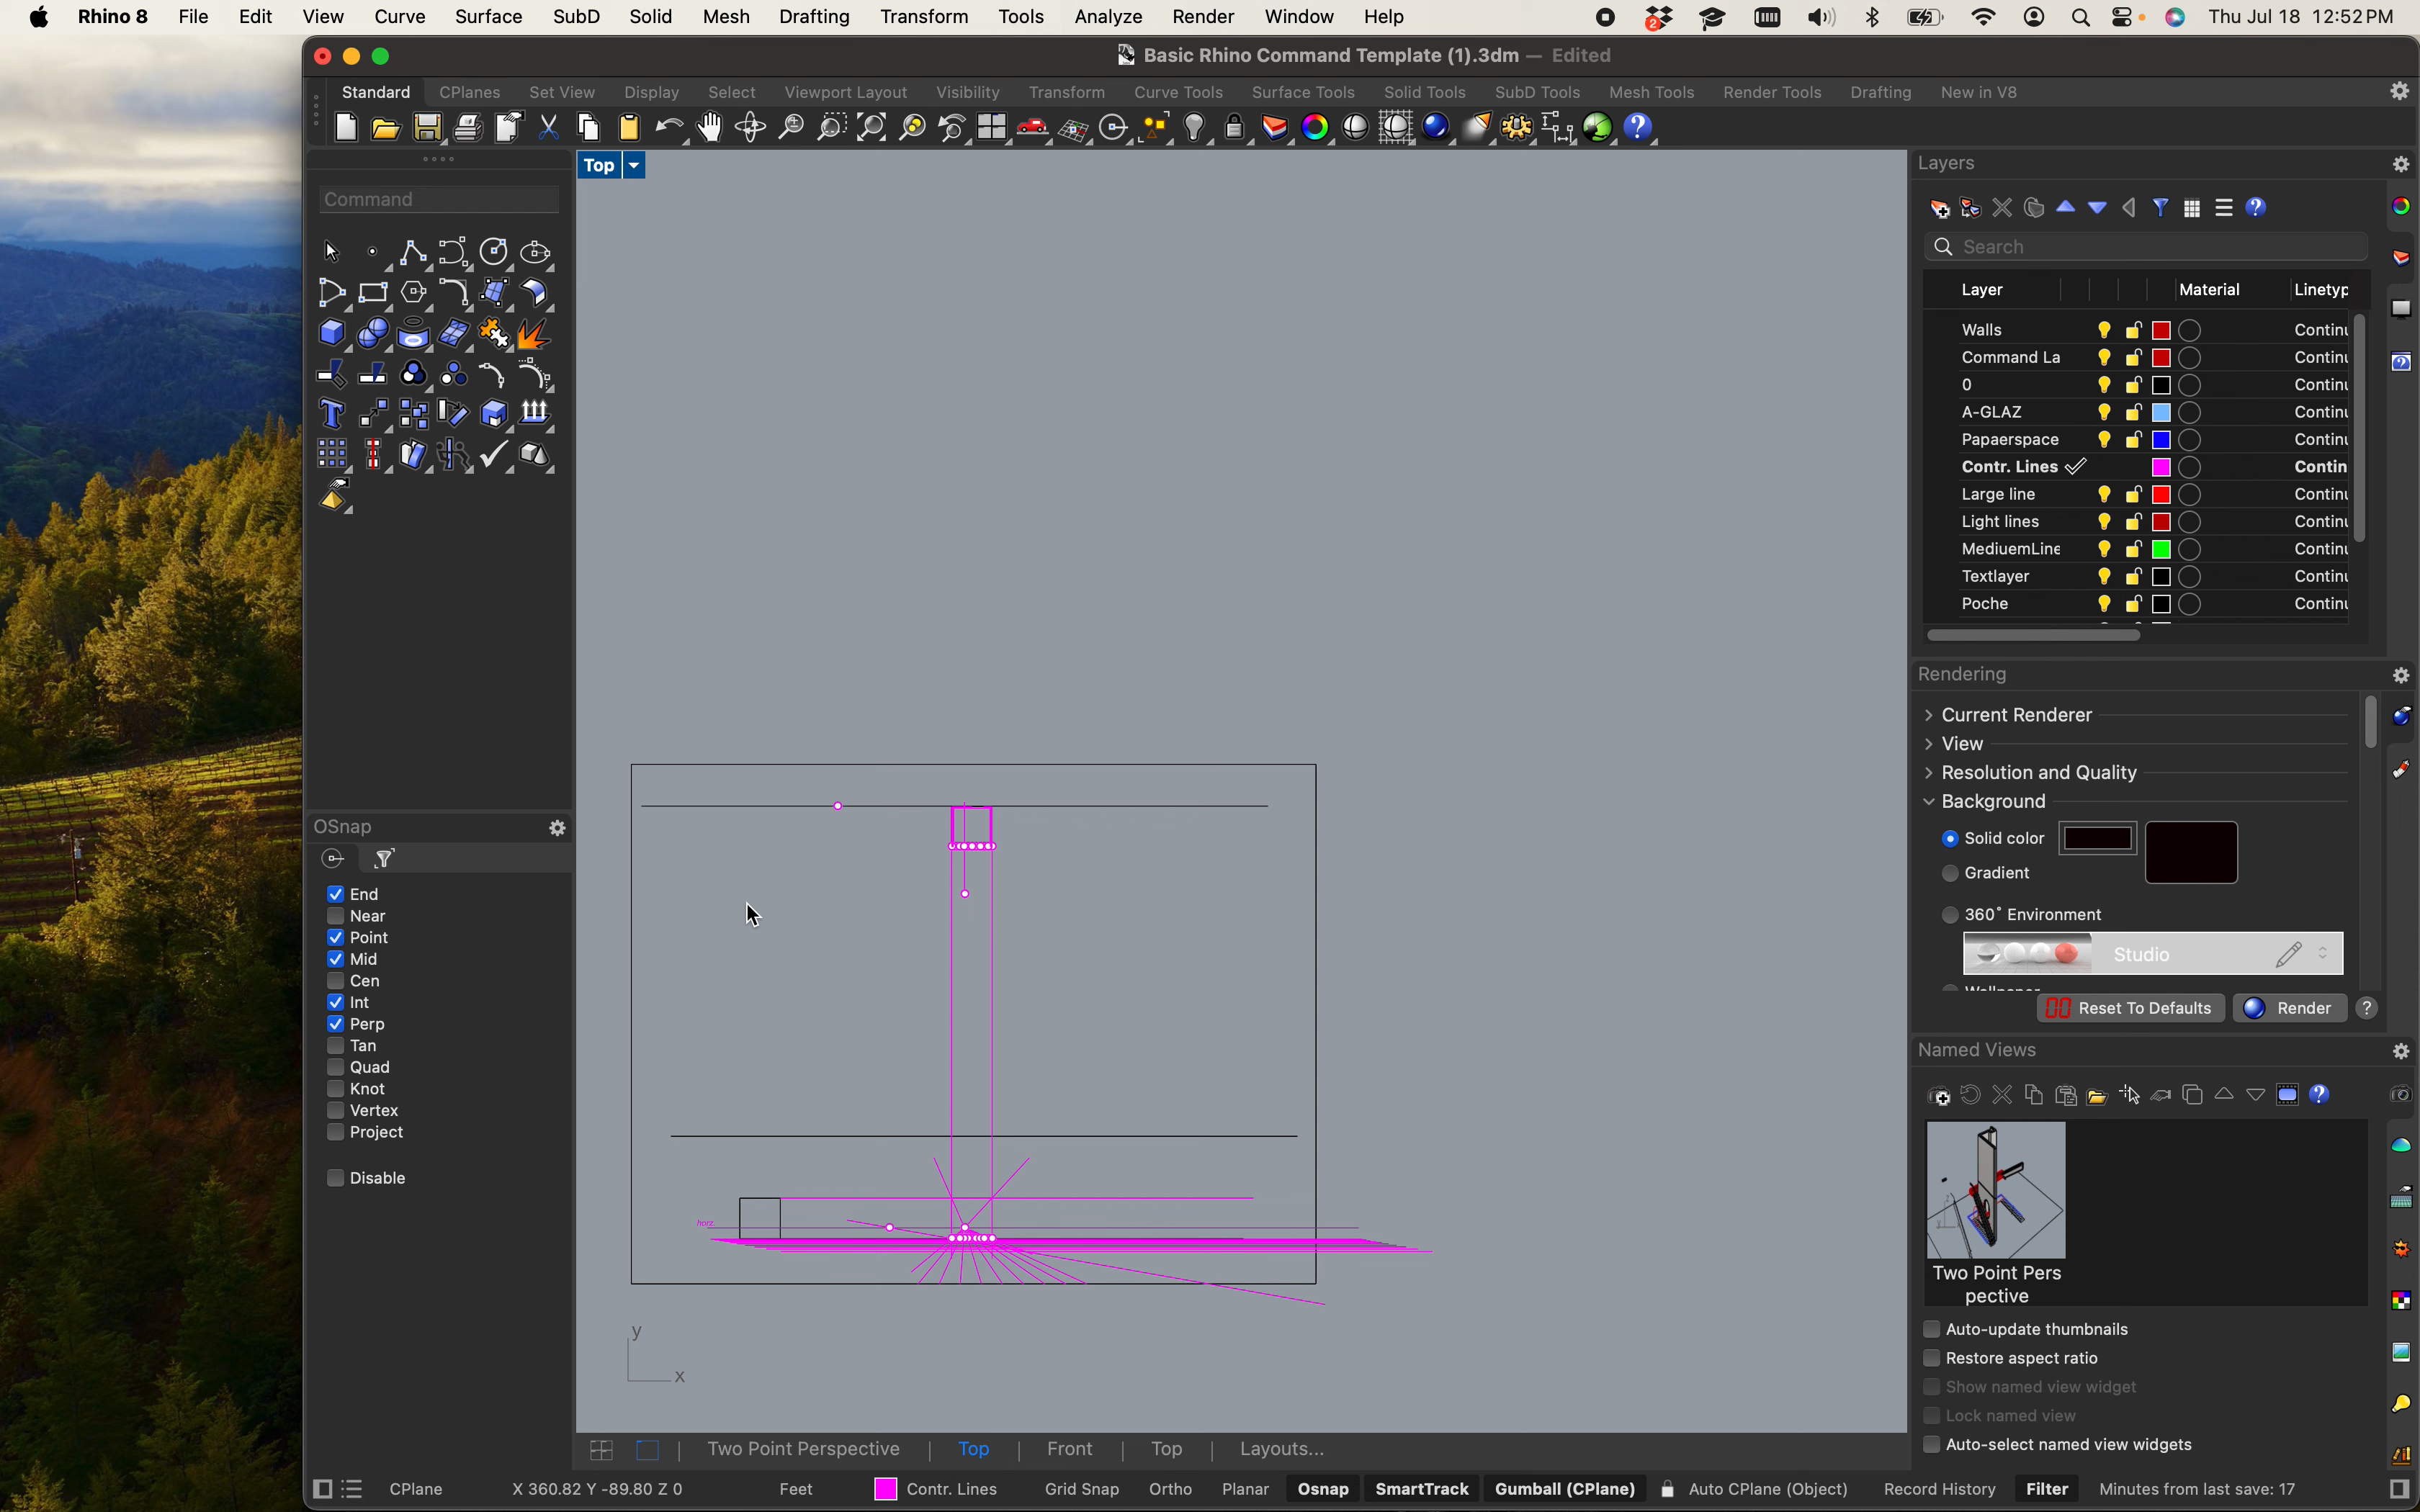 Rhino 8 File Edit View Curve Surface SubD Solid Mesh Drafting Transform Tools Analyze Render Window Help 2 Thu Jul 18 12:52 PM
Basic Rhino Command Template (1).3dm — Edited
Standard CPlanes Set View Display Select Viewport Layout Visibility Transform Curve Tools Surface Tools Solid Tools SubD Tools Mesh Tools Render Tools Drafting New in V8
Top
Command
OSnap
End
Near
Point
Mid
Cen
Int
Perp
Tan
Quad
Knot
Vertex
Project
Disable
horz.
y
x
Layers
Search
Layer Material Linetyp
Walls Continu
Command La Continu
0 Continu
A-GLAZ Continu
Papaerspace Continu
Contr. Lines Contin
Large line Continu
Light lines Continu
MediuemLine Continu
Textlayer Continu
Poche Continu
Rendering
Current Renderer
View
Resolution and Quality
Background
Solid color
Gradient
360° Environment
Studio
Reset To Defaults Render ?
Named Views
Two Point Pers
pective
Auto-update thumbnails
Restore aspect ratio
Show named view widget
Lock named view
Auto-select named view widgets
Two Point Perspective Top Front Top Layouts...
CPlane X 360.82 Y -89.80 Z 0 Feet Contr. Lines Grid Snap Ortho Planar Osnap SmartTrack Gumball (CPlane) Auto CPlane (Object) Record History Filter Minutes from last save: 17